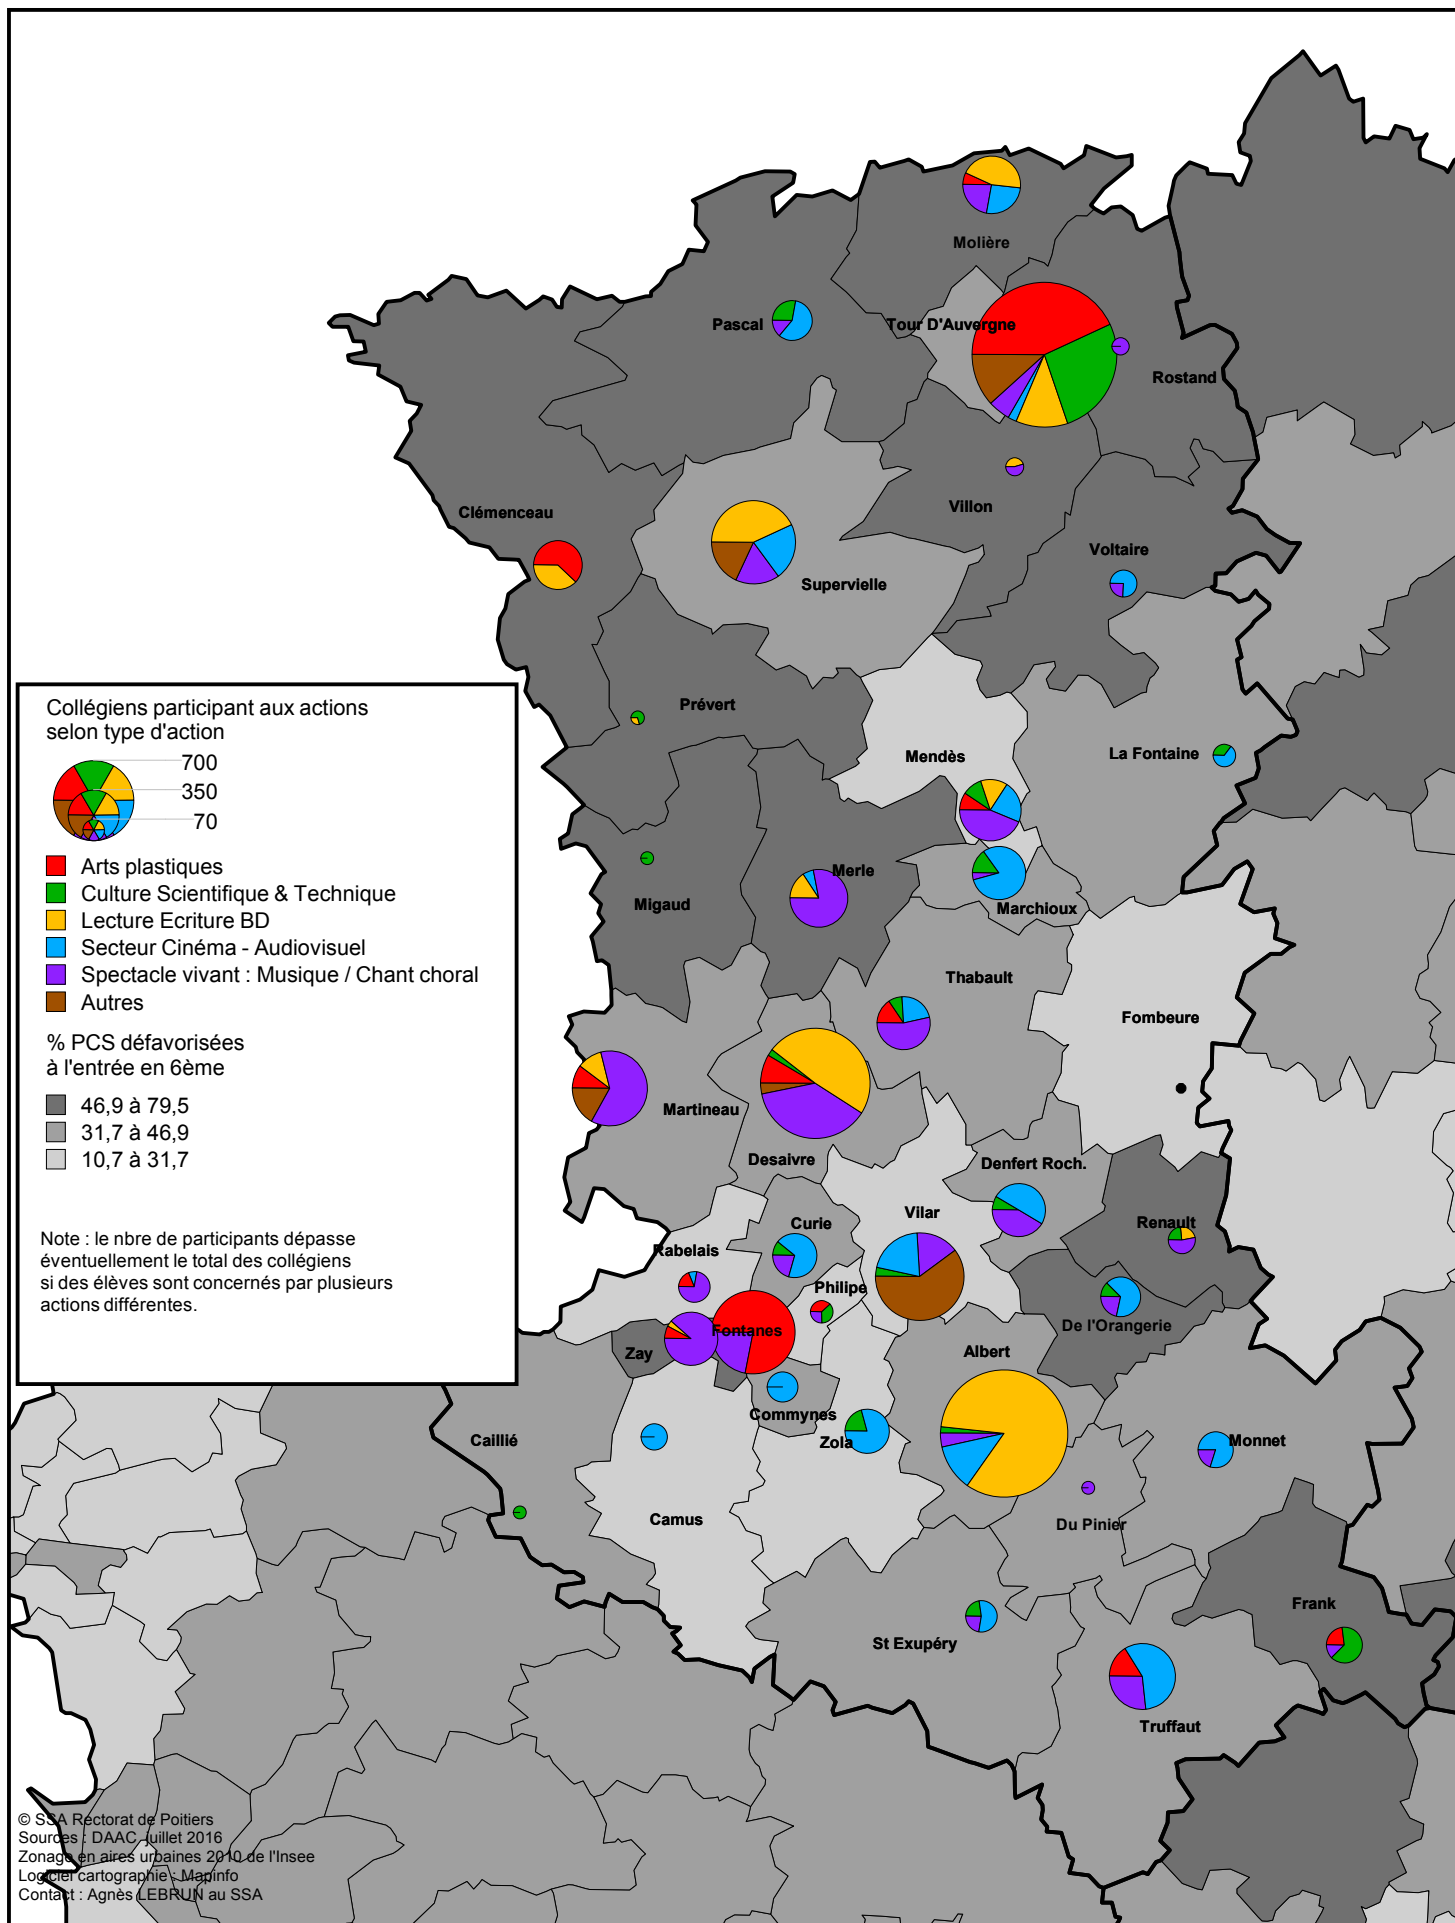 Molière
Pascal
Tour D'Auvergne
Rostand
Clémenceau
Villon
Voltaire
Supervielle
Prévert
Mendès
La Fontaine
Merle
Migaud
Marchioux
Thabault
Fombeure
Martineau
Desaivre
Denfert Roch.
Vilar
Curie
Renault
Rabelais
Philipe
De l'Orangerie
Fontanes
Zay
Albert
Commynes
Caillié
Zola
Monnet
Camus
Du Pinier
Frank
St Exupéry
Truffaut
Collégiens participant aux actions
selon type d'action
700
350
70
Arts plastiques
Culture Scientifique & Technique
Lecture Ecriture BD
Secteur Cinéma - Audiovisuel
Spectacle vivant : Musique / Chant choral
Autres
% PCS défavorisées
à l'entrée en 6ème
46,9 à 79,5
31,7 à 46,9
10,7 à 31,7
Note : le nbre de participants dépasse
éventuellement le total des collégiens
si des élèves sont concernés par plusieurs
actions différentes.
© SSA Rectorat de Poitiers
Sources : DAAC juillet 2016
Zonage en aires urbaines 2010 de l'Insee
Logiciel cartographie : Mapinfo
Contact : Agnès LEBRUN au SSA